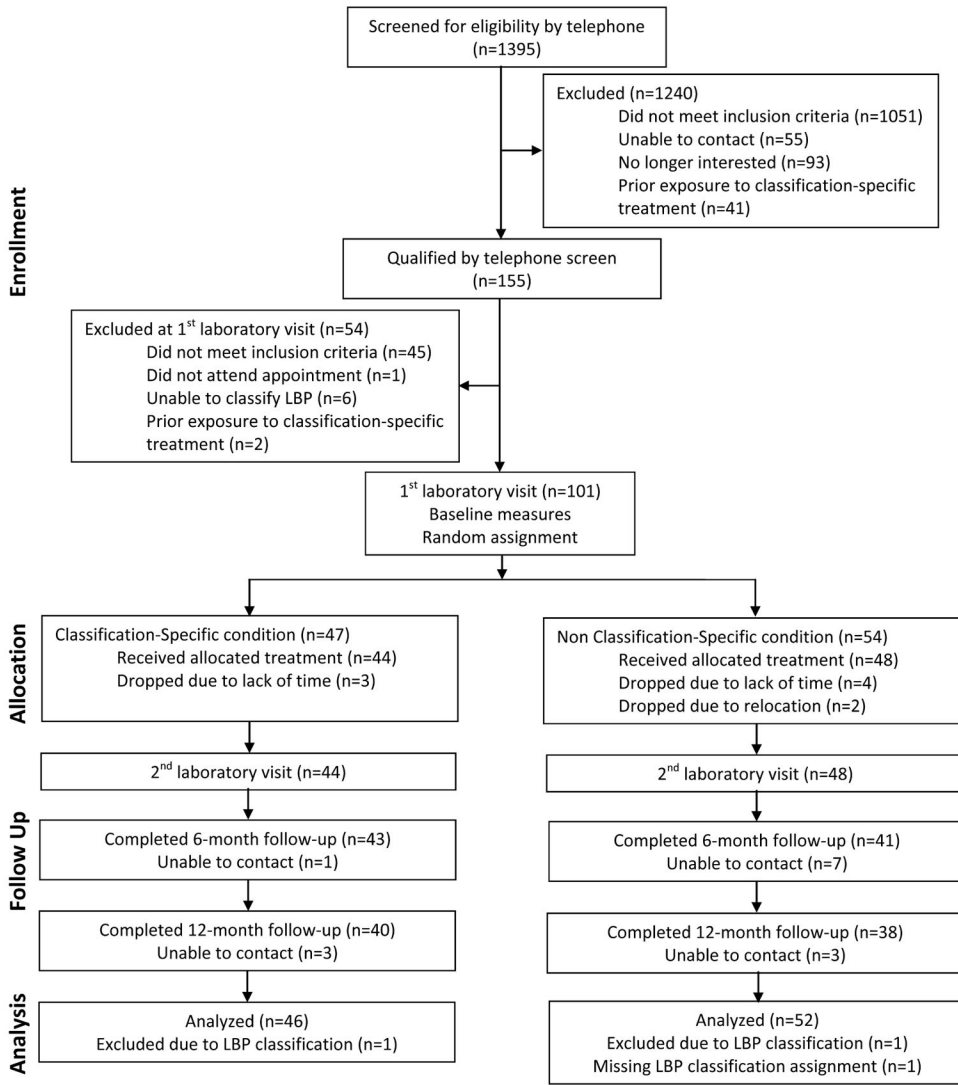 Enrollment
Screened for eligibility by telephone
(n=1395)
Excluded (n=1240)
Did not meet inclusion criteria (n=1051)
Unable to contact (n=55)
No longer interested (n=93)
Prior exposure to classification-specific
treatment (n=41)
Qualified by telephone screen
(n=155)
Excluded at 1st laboratory visit (n=54)
Did not meet inclusion criteria (n=45)
Did not attend appointment (n=1)
Unable to classify LBP (n=6)
Prior exposure to classification-specific
treatment (n=2)
1st laboratory visit (n=101)
Baseline measures
Random assignment
Allocation
Classification-Specific condition (n=47)
Received allocated treatment (n=44)
Dropped due to lack of time (n=3)
Non Classification-Specific condition (n=54)
Received allocated treatment (n=48)
Dropped due to lack of time (n=4)
Dropped due to relocation (n=2)
2nd laboratory visit (n=44)
2nd laboratory visit (n=48)
Follow Up
Completed 6-month follow-up (n=43)
Unable to contact (n=1)
Completed 6-month follow-up (n=41)
Unable to contact (n=7)
Completed 12-month follow-up (n=40)
Unable to contact (n=3)
Completed 12-month follow-up (n=38)
Unable to contact (n=3)
Analysis
Analyzed (n=46)
Excluded due to LBP classification (n=1)
Analyzed (n=52)
Excluded due to LBP classification (n=1)
Missing LBP classification assignment (n=1)